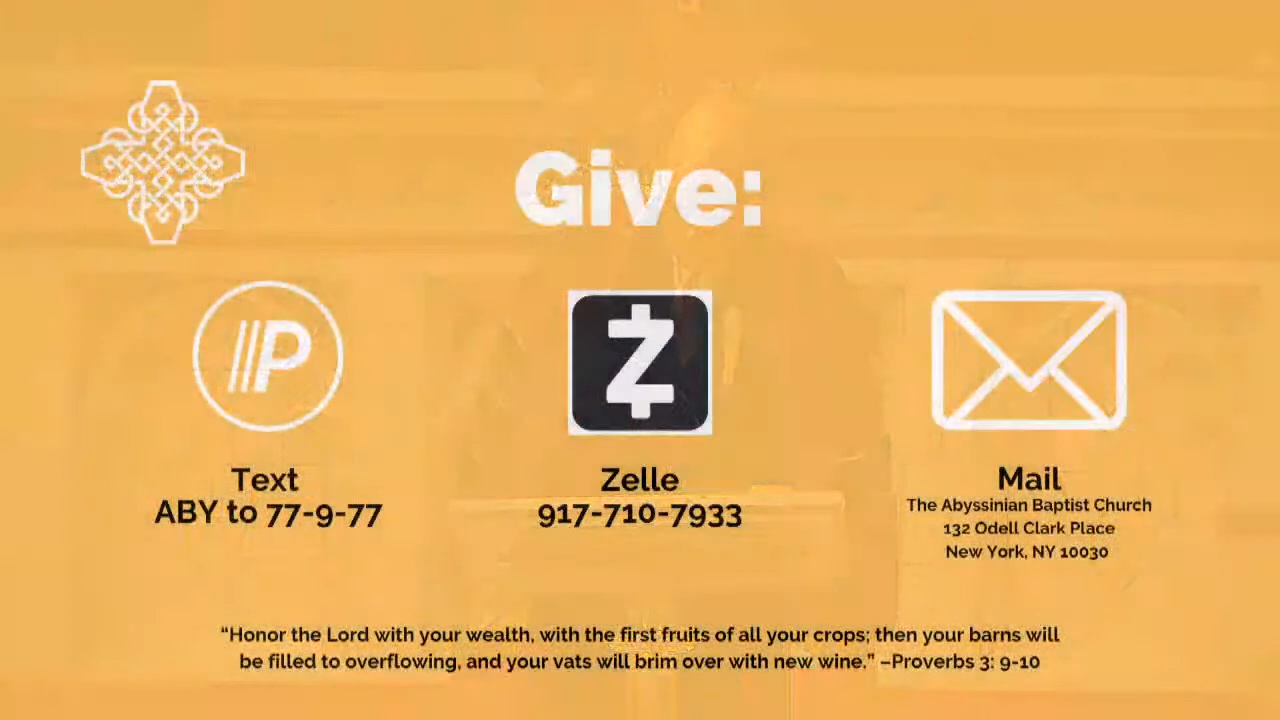 Give:
Text
ABY to 77-9-77
Zelle
917-710-7933
Mail
The Abyssinian Baptist Church
132 Odell Clark Place
New York, NY 10030
“Honor the Lord with your wealth, with the first fruits of all your crops; then your barns will
be filled to overflowing, and your vats will brim over with new wine.” –Proverbs 3: 9-10